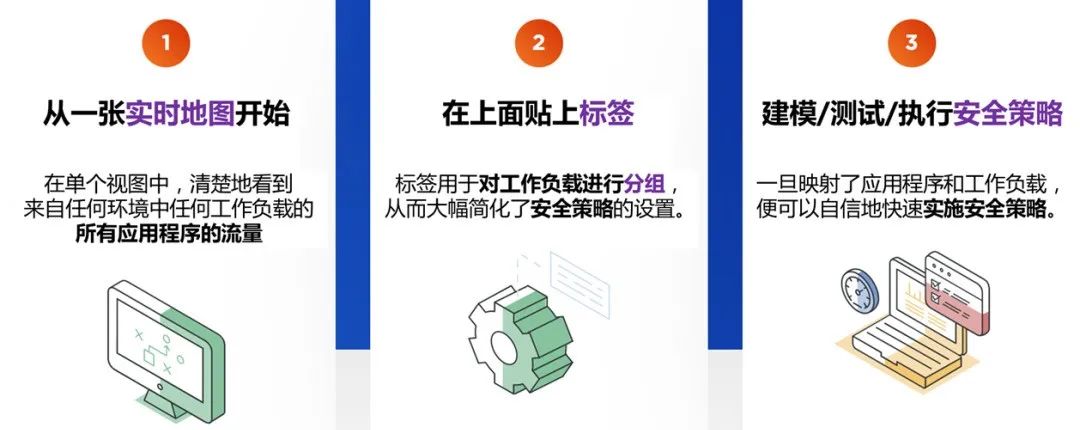 1
从一张实时地图开始
在单个视图中，清楚地看到
来自任何环境中任何工作负载的
所有应用程序的流量
2
在上面贴上标签
标签用于对工作负载进行分组，
从而大幅简化了安全策略的设置。
3
建模/测试/执行安全策略
一旦映射了应用程序和工作负载，
便可以自信地快速实施安全策略。